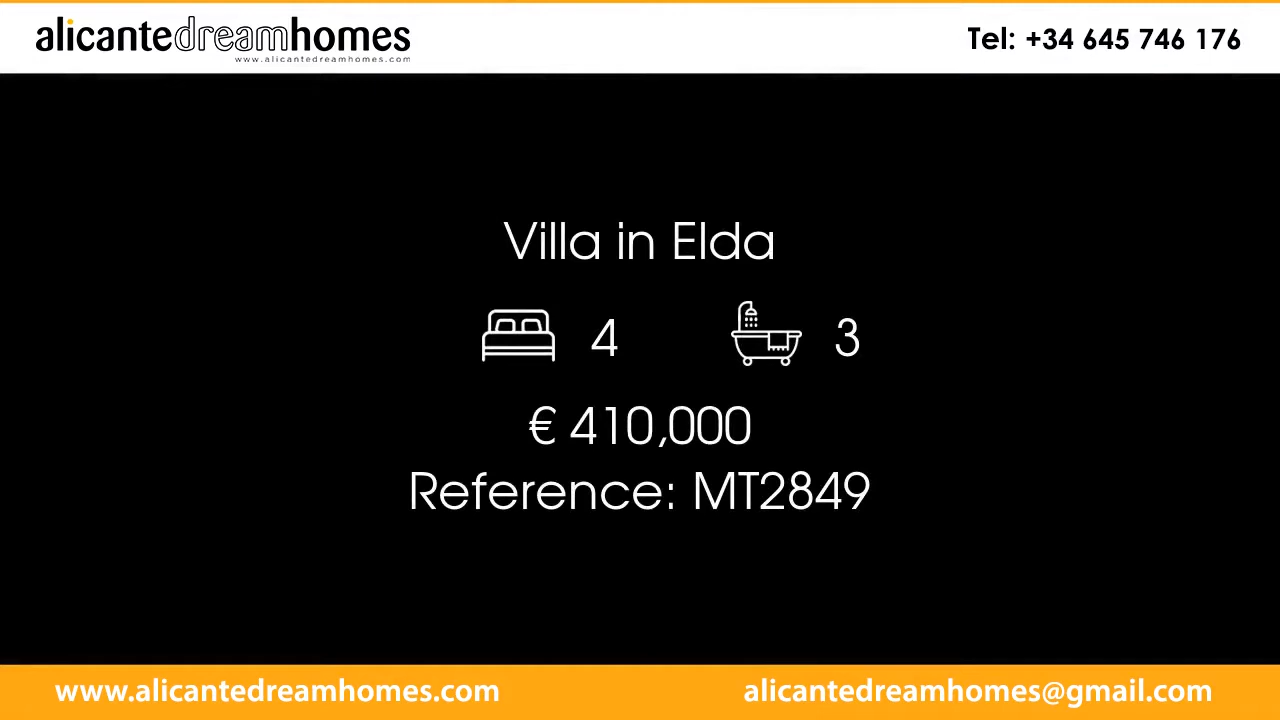 alicantedreamhomes
www.alicantedreamhomes.com
Tel: +34 645 746 176
Villa in Elda
4 3
€ 410,000
Reference: MT2849
www.alicantedreamhomes.com
alicantedreamhomes@gmail.com